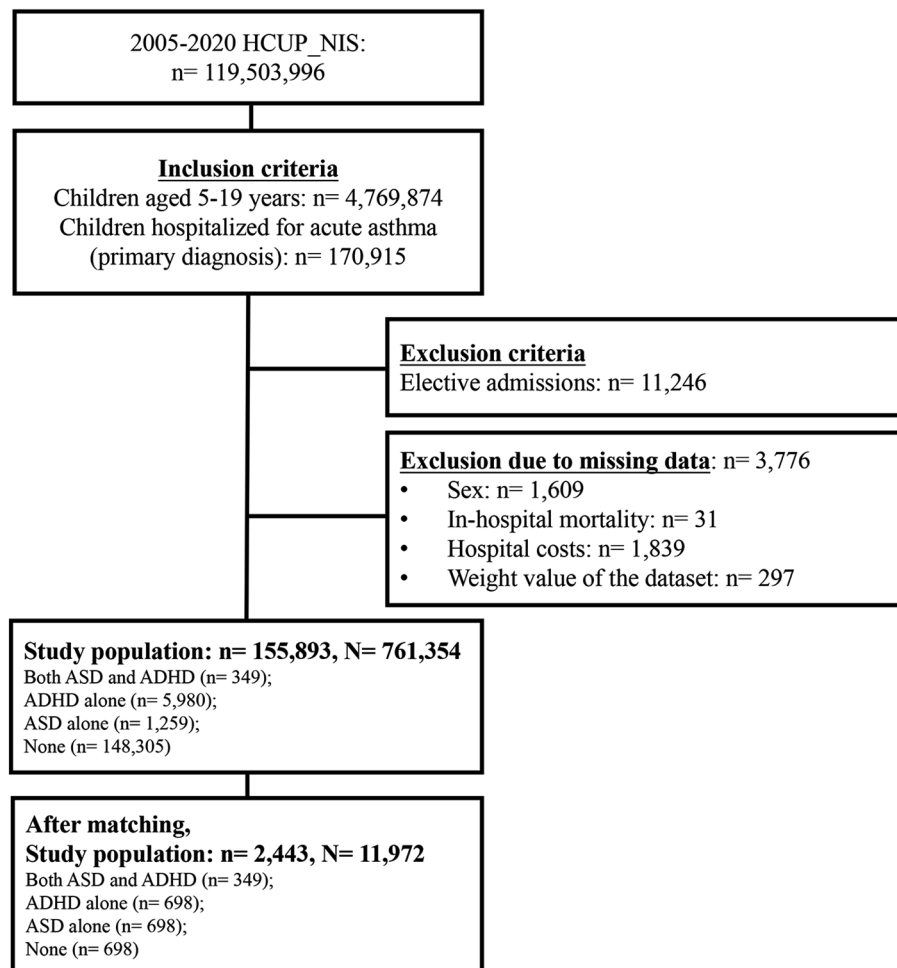 2005-2020 HCUP_NIS:
n= 119,503,996
Inclusion criteria
Children aged 5-19 years: n= 4,769,874
Children hospitalized for acute asthma
(primary diagnosis): n= 170,915
Exclusion criteria
Elective admissions: n= 11,246
Exclusion due to missing data: n= 3,776
• Sex: n= 1,609
• In-hospital mortality: n= 31
• Hospital costs: n= 1,839
• Weight value of the dataset: n= 297
Study population: n= 155,893, N= 761,354
Both ASD and ADHD (n= 349);
ADHD alone (n= 5,980);
ASD alone (n= 1,259);
None (n= 148,305)
After matching,
Study population: n= 2,443, N= 11,972
Both ASD and ADHD (n= 349);
ADHD alone (n= 698);
ASD alone (n= 698);
None (n= 698)